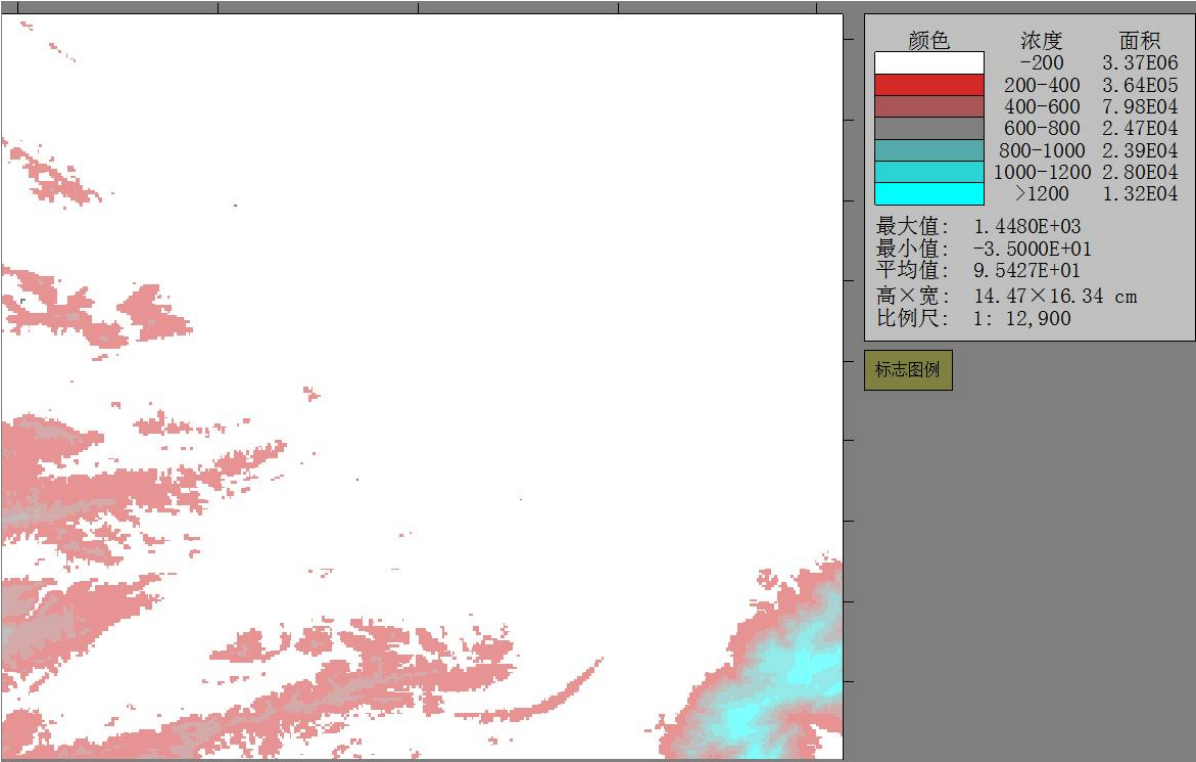 颜色 浓度 面积
-200 3.37E06
200-400 3.64E05
400-600 7.98E04
600-800 2.47E04
800-1000 2.39E04
1000-1200 2.80E04
>1200 1.32E04
最大值: 1.4480E+03
最小值: -3.5000E+01
平均值: 9.5427E+01
高×宽: 14.47×16.34 cm
比例尺: 1: 12,900
标志图例